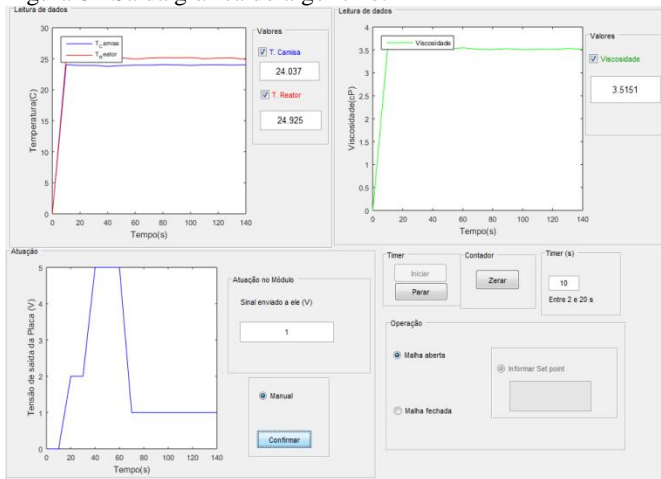 Leitura de dados
30
25
20
15
10
5
0
Temperatura(C)
T_Camisa
T_Reator
0 20 40 60 80 100 120 140
Tempo(s)
Valores
T. Camisa
24.037
T. Reator
24.925
Leitura de dados
4
3.5
3
2.5
2
1.5
1
0.5
0
Viscosidade(cP)
Viscosidade
0 20 40 60 80 100 120 140
Tempo(s)
Valores
Viscosidade
3.5151
Atuação
5
4
3
2
1
0
Tensão de saída da Placa (V)
0 20 40 60 80 100 120 140
Tempo(s)
Atuação no Módulo
Sinal enviado a ele (V)
1
Manual
Confirmar
Timer
Iniciar
Parar
Contador
Zerar
Timer (s)
10
Entre 2 e 20 s
Operação
Malha aberta
Malha fechada
Informar Set point